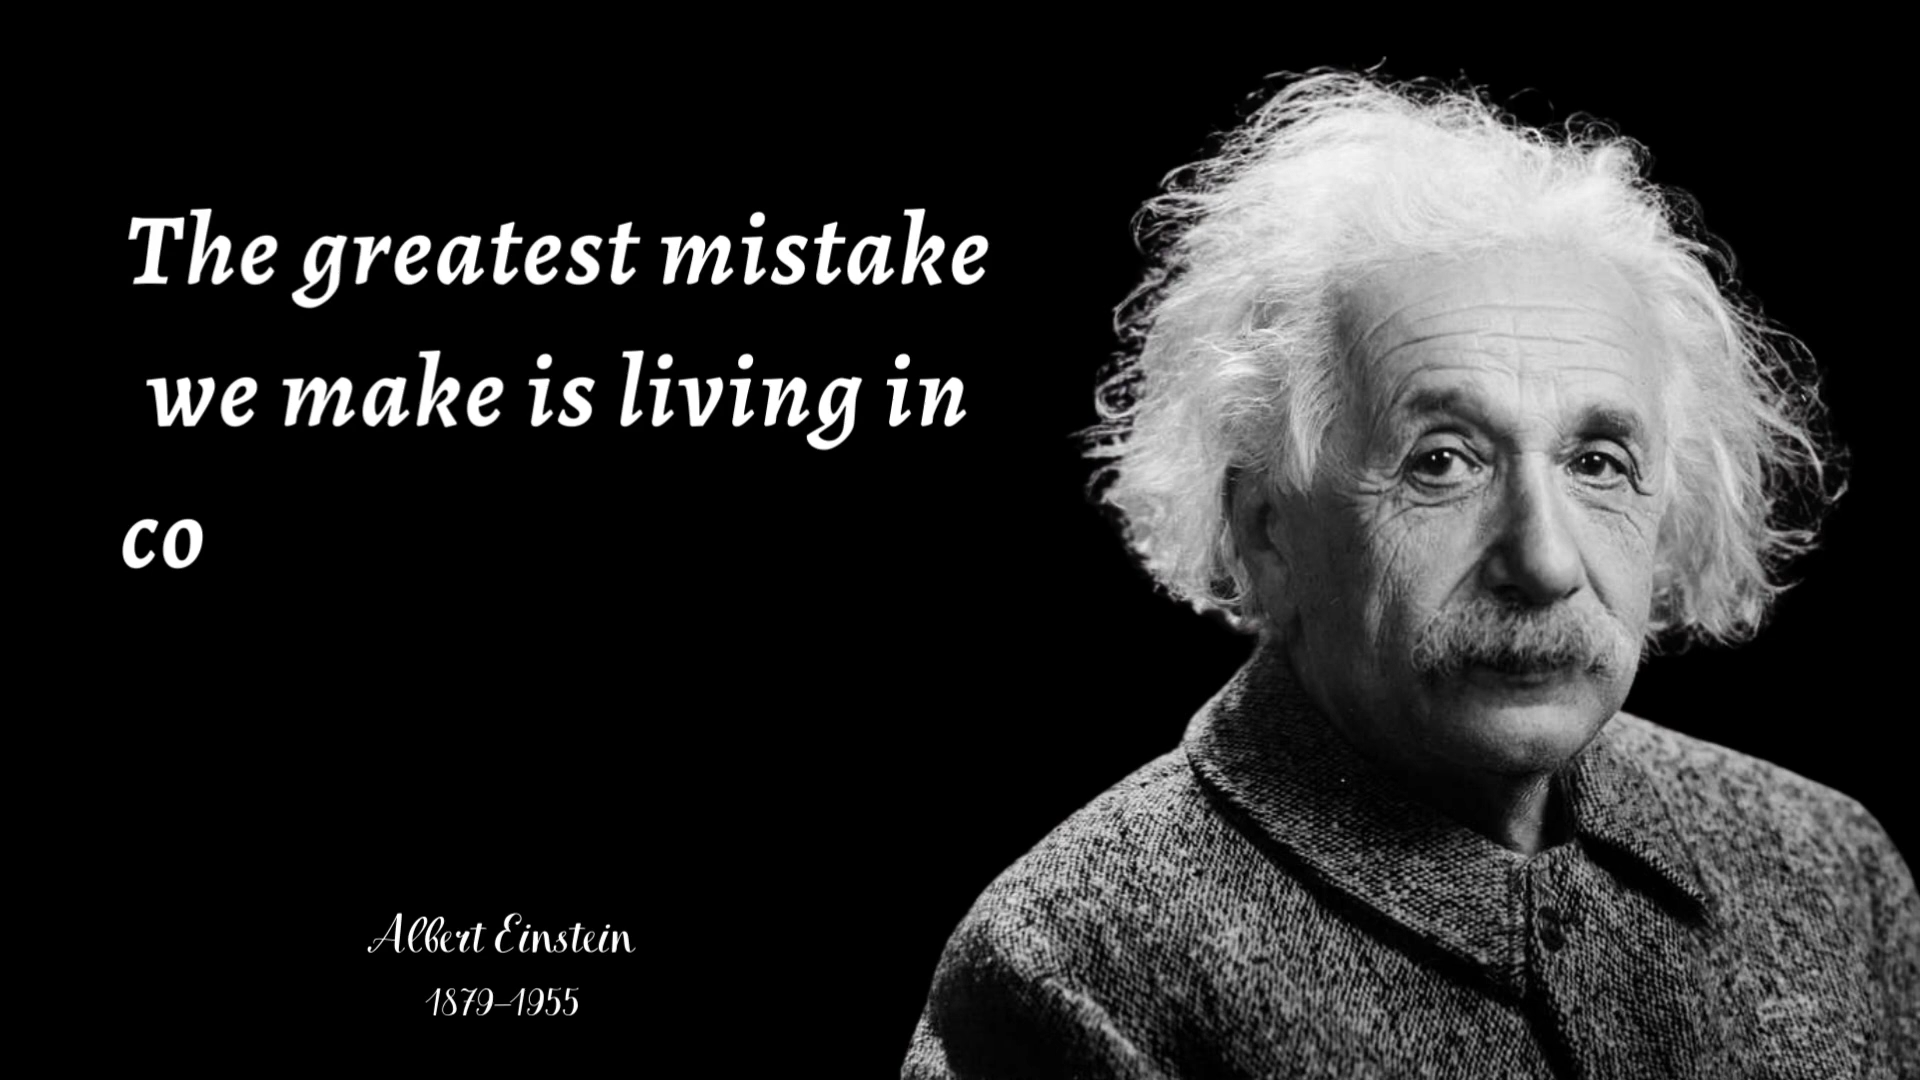 The greatest mistake
we make is living in
co
Albert Einstein
1879–1955